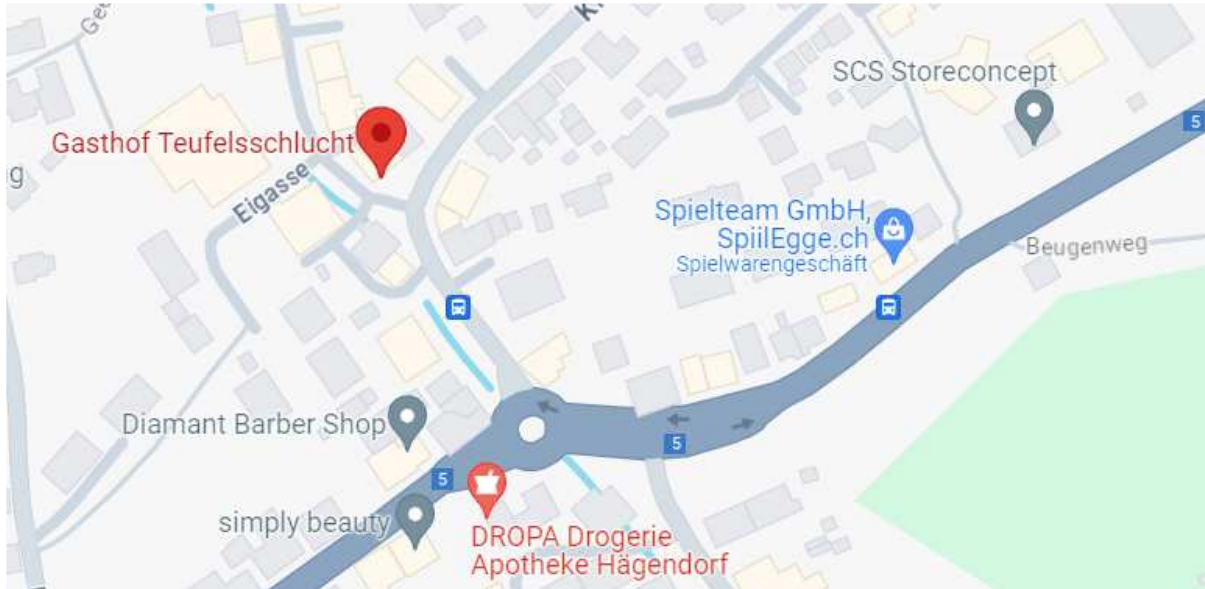 SCS Storeconcept
5
Gasthof Teufelsschlucht
g
Eigasse
Spielteam GmbH,
SpiilEgge.ch
Spielwarengeschäft
Beugenweg
Diamant Barber Shop
5
5
simply beauty
DROPA Drogerie
Apotheke Hägendorf